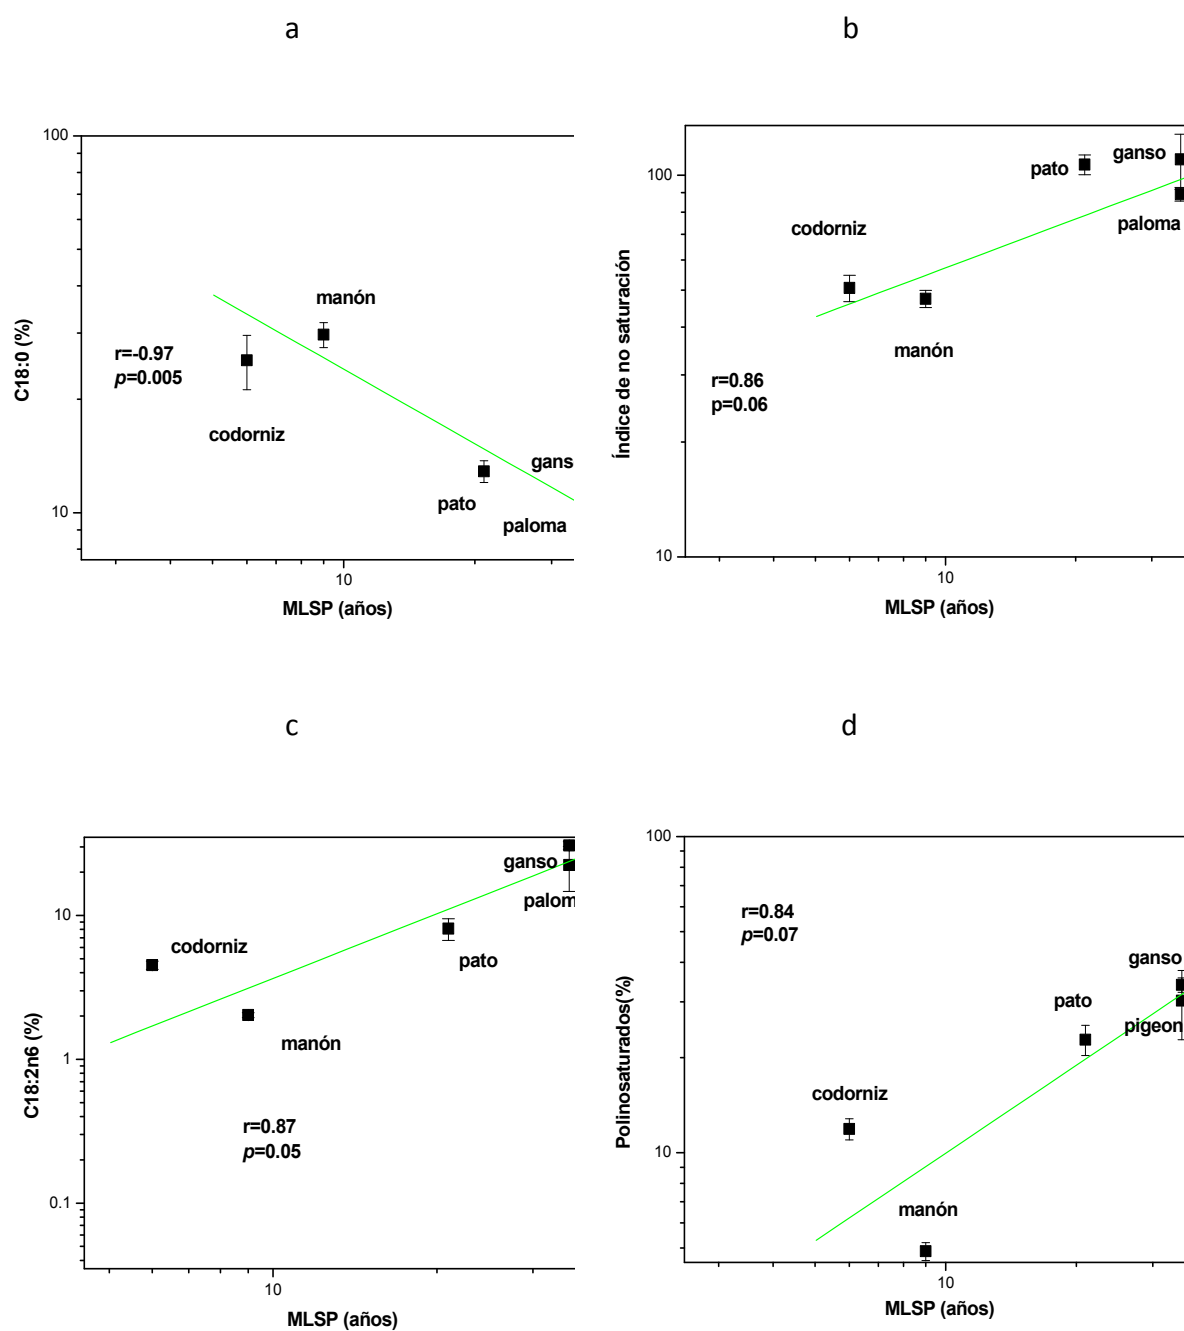 a
100
10
C18:0 (%)
manón
r=-0.97
p=0.005
codorniz
gans
pato
paloma
10
MLSP (años)
b
100
10
Índice de no saturación
ganso
pato
paloma
codorniz
manón
r=0.86
p=0.06
10
MLSP (años)
c
10
1
0.1
C18:2n6 (%)
ganso
palom
codorniz
pato
manón
r=0.87
p=0.05
10
MLSP (años)
d
100
10
Polinosaturados(%)
r=0.84
p=0.07
ganso
pato
pigeon
codorniz
manón
10
MLSP (años)